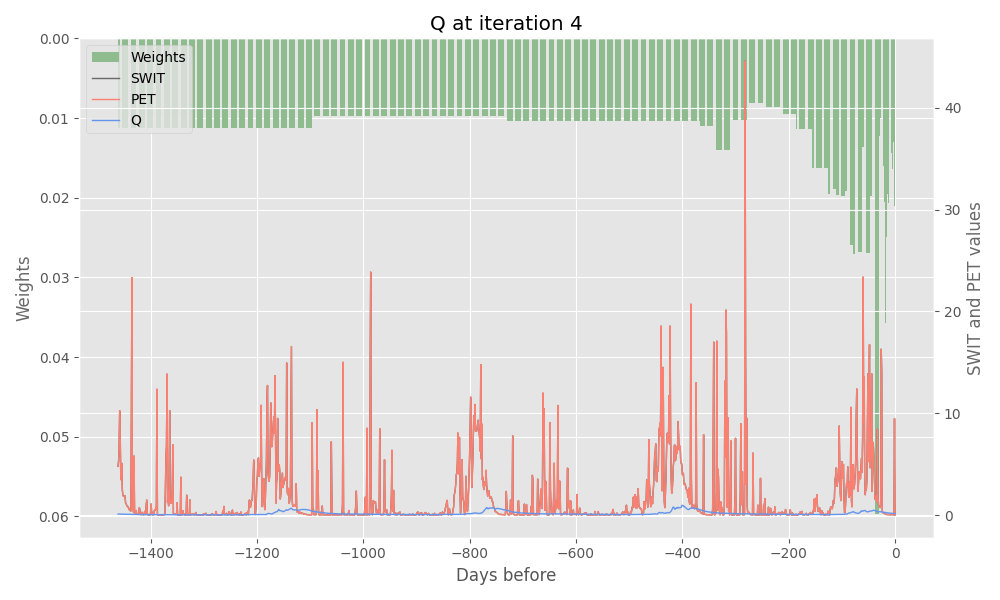 Q at iteration 4
Weights
SWIT
PET
Q
0.00
0.01
0.02
0.03
0.04
0.05
0.06
Weights
40
30
20
10
0
SWIT and PET values
−1400
−1200
−1000
−800
−600
−400
−200
0
Days before